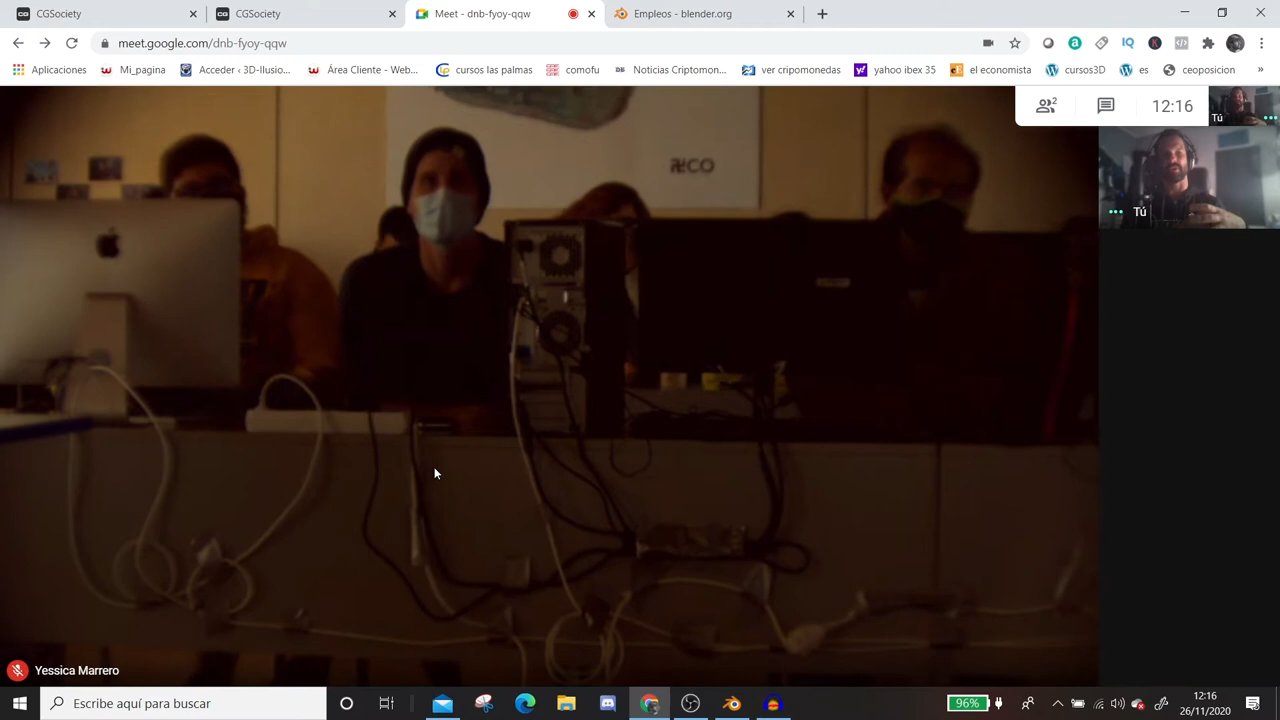 CGSociety
CGSociety
Meet - dnb-fyoy-qqw
Empleos - blender.org
meet.google.com/dnb-fyoy-qqw
Aplicaciones
Mi_pagiyv
Acceder ‹ 3D-Ilusio...
Área Cliente - Web...
cursos las palmas
comofu
Noticias Criptomon...
ver cripomonedas
yahoo ibex 35
el economista
cursos3D
es
ceoposicion
»
2
12:16
Tú
Tú
Yessica Marrero
Escribe aquí para buscar
96%
12:16
26/11/2020